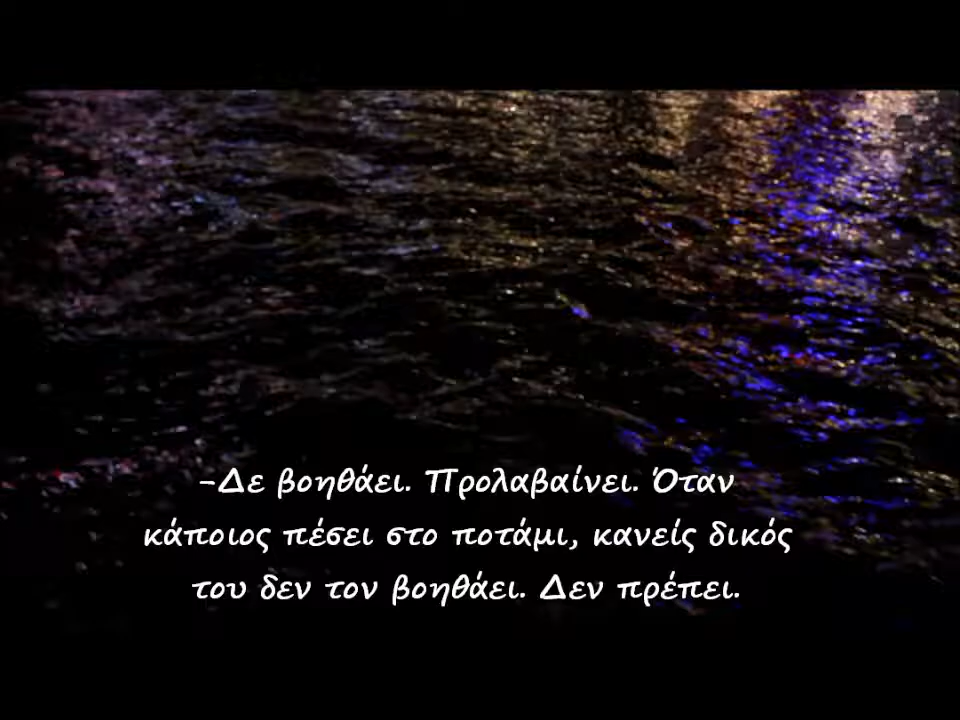 -Δε βοηθάει. Προλαβαίνει. Όταν
κάποιος πέσει στο ποτάμι, κανείς δικός
του δεν τον βοηθάει. Δεν πρέπει.